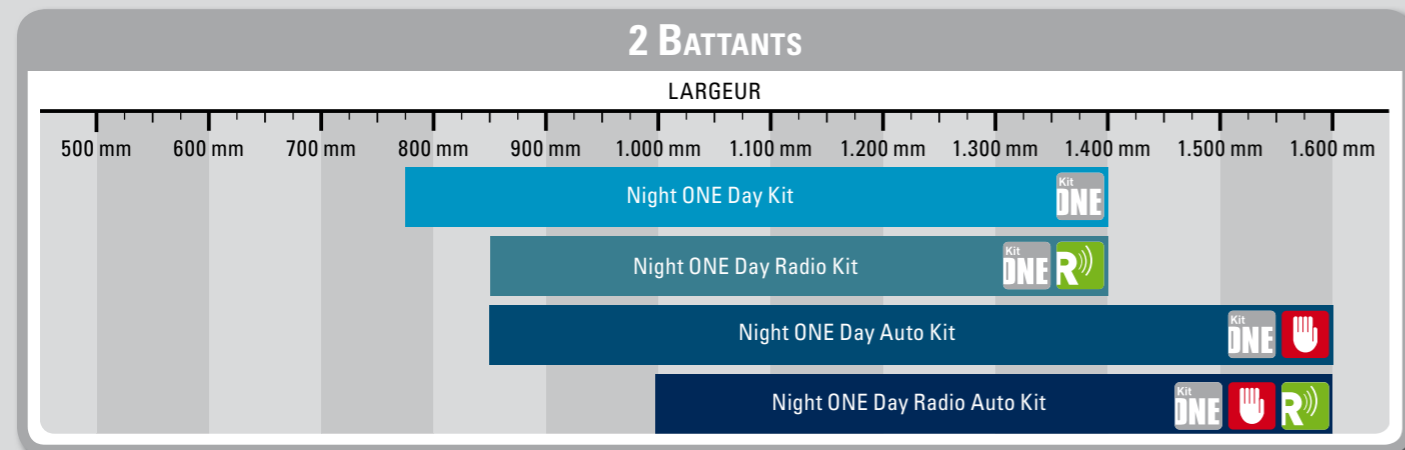 2 BATTANTS
LARGEUR
500 mm 600 mm 700 mm 800 mm 900 mm 1.000 mm 1.100 mm 1.200 mm 1.300 mm 1.400 mm 1.500 mm 1.600 mm
Night ONE Day Kit Kit ONE
Night ONE Day Radio Kit Kit ONE R
Night ONE Day Auto Kit Kit ONE
Night ONE Day Radio Auto Kit Kit ONE R